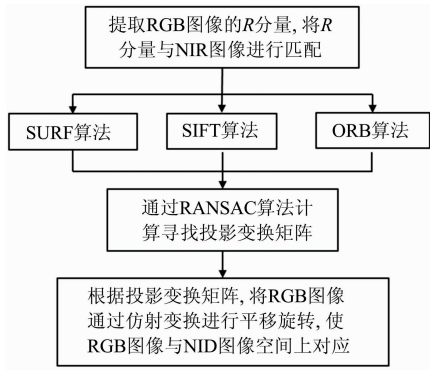 提取RGB图像的R分量, 将R
分量与NIR图像进行匹配
SURF算法
SIFT算法
ORB算法
通过RANSAC算法计
算寻找投影变换矩阵
根据投影变换矩阵, 将RGB图像
通过仿射变换进行平移旋转, 使
RGB图像与NID图像空间上对应